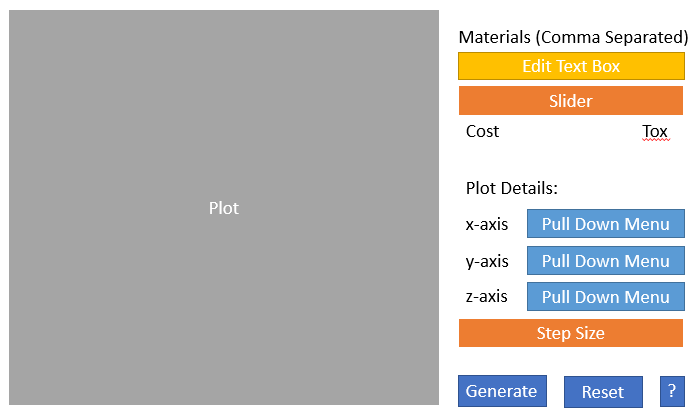 Plot
Materials (Comma Separated)
Edit Text Box
Slider
Cost Tox
Plot Details:
x-axis Pull Down Menu
y-axis Pull Down Menu
z-axis Pull Down Menu
Step Size
Generate Reset ?